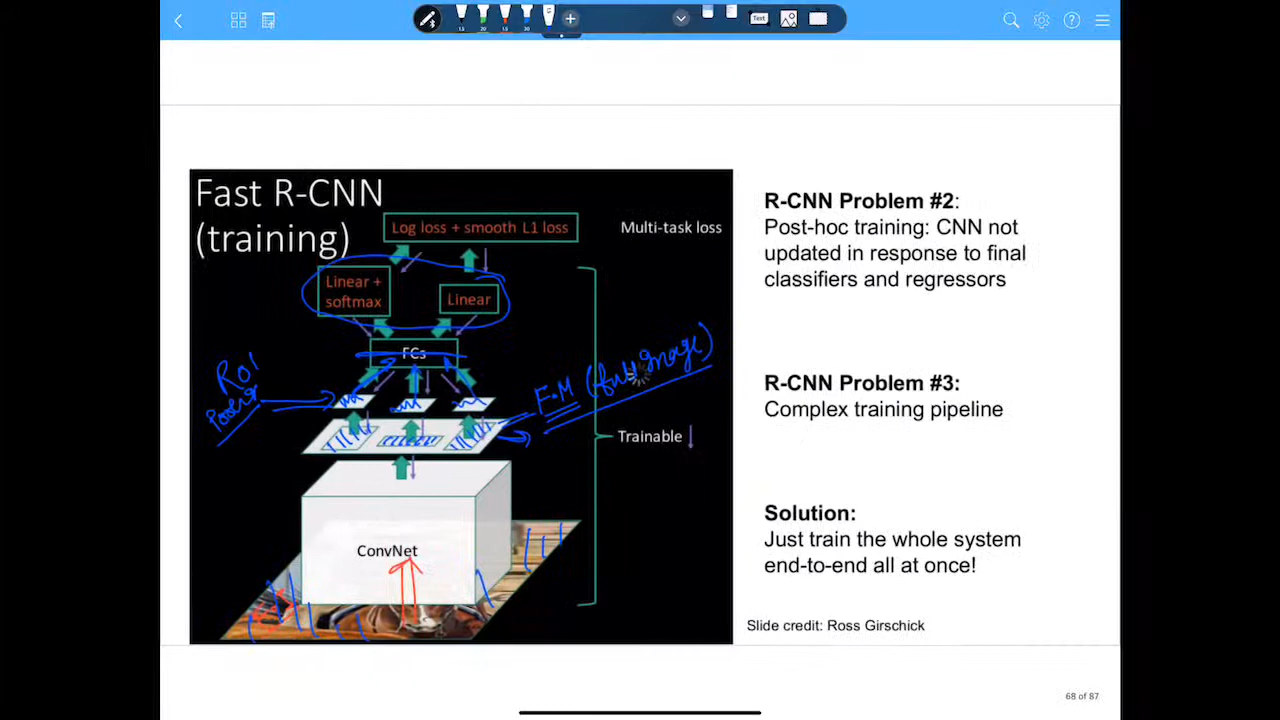 Text
Fast R-CNN
(training)
Log loss + smooth L1 loss
Multi-task loss
Linear +
softmax
Linear
FCs
ROI
Pooling
F.M (full image)
Trainable
ConvNet
R-CNN Problem #2:
Post-hoc training: CNN not
updated in response to final
classifiers and regressors
R-CNN Problem #3:
Complex training pipeline
Solution:
Just train the whole system
end-to-end all at once!
Slide credit: Ross Girschick
68 of 87